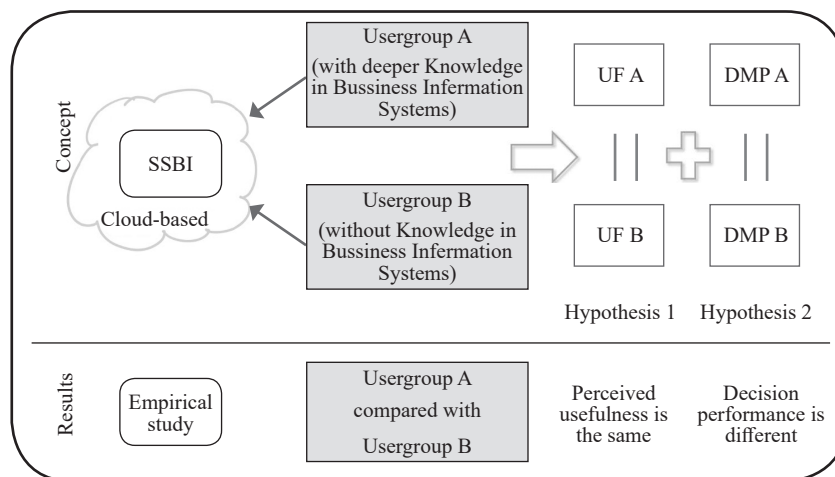 Concept
SSBI
Cloud-based
Usergroup A
(with deeper Knowledge
in Bussiness Infermation
Systems)
Usergroup B
(without Knowledge in
Bussiness Infermation
Systems)
UF A
UF B
Hypothesis 1
DMP A
DMP B
Hypothesis 2
Results
Empirical
study
Usergroup A
compared with
Usergroup B
Perceived
usefulness is
the same
Decision
performance is
different